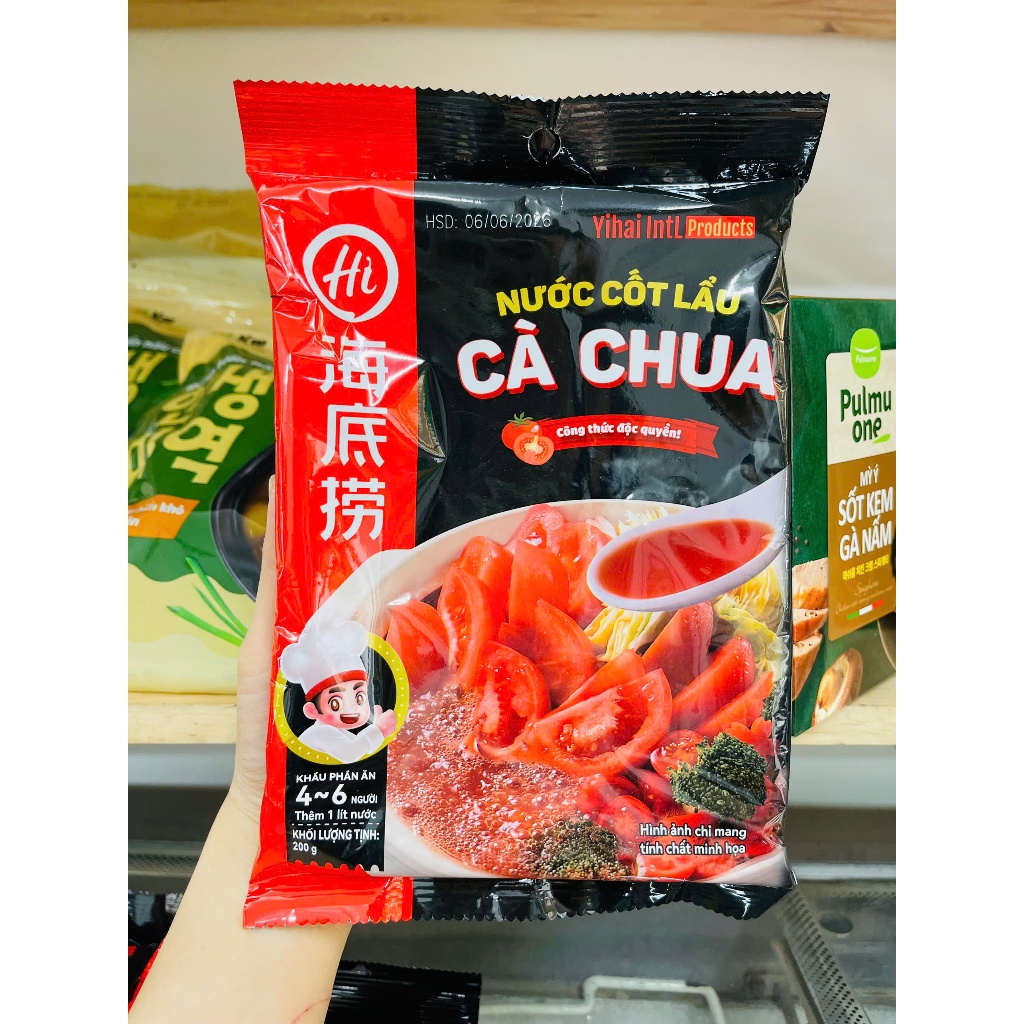 HSD: 06/06/2026
Yihai Intl Products
Hi
海底捞
NƯỚC CỐT LẨU
CÀ CHUA
Công thức độc quyền!
KHẨU PHẦN ĂN
4~6 NGƯỜI
Thêm 1 lít nước
KHỐI LƯỢNG TỊNH:
200 g
Hình ảnh chỉ mang
tính chất minh họa
Pulmuone
Pulmu
one
MỲ Ý
SỐT KEM
GÀ NẤM